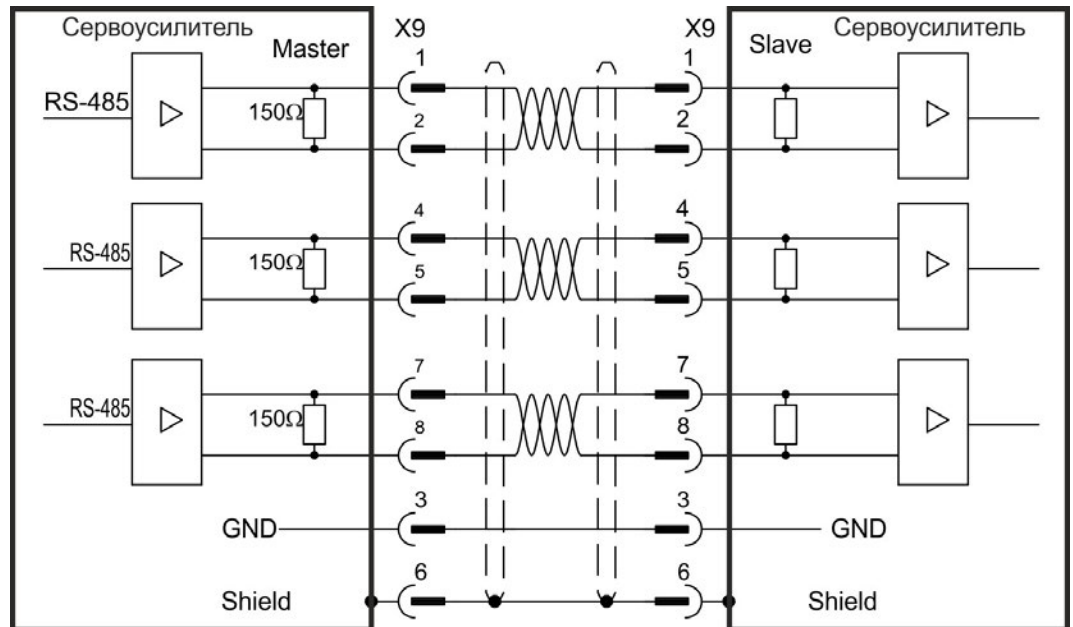 Сервоусилитель
Master
X9
X9
Slave
Сервоусилитель
1
1
RS-485
150Ω
2
2
4
4
RS-485
150Ω
5
5
7
7
RS-485
150Ω
8
8
3
3
GND
GND
6
6
Shield
Shield